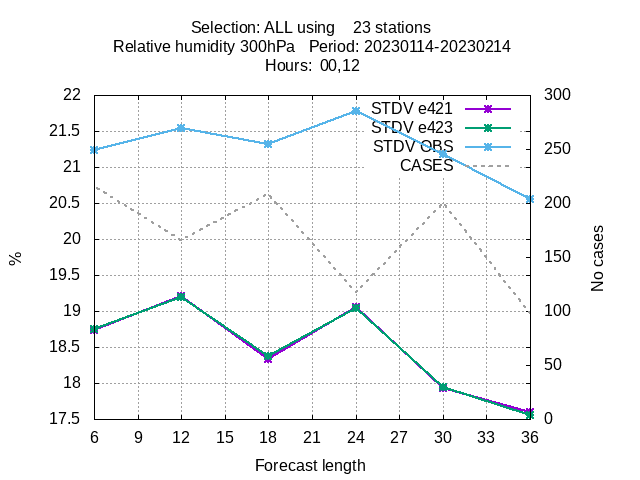 Selection: ALL using    23 stations
Relative humidity 300hPa   Period: 20230114-20230214
Hours:  00,12
22 300
STDV e421
21.5 STDV e423 250
STDV OBS
21 CASES
20.5 200
20
% No cases
19.5 150
19 100
18.5 50
18
17.5 0
6 9 12 15 18 21 24 27 30 33 36
Forecast length